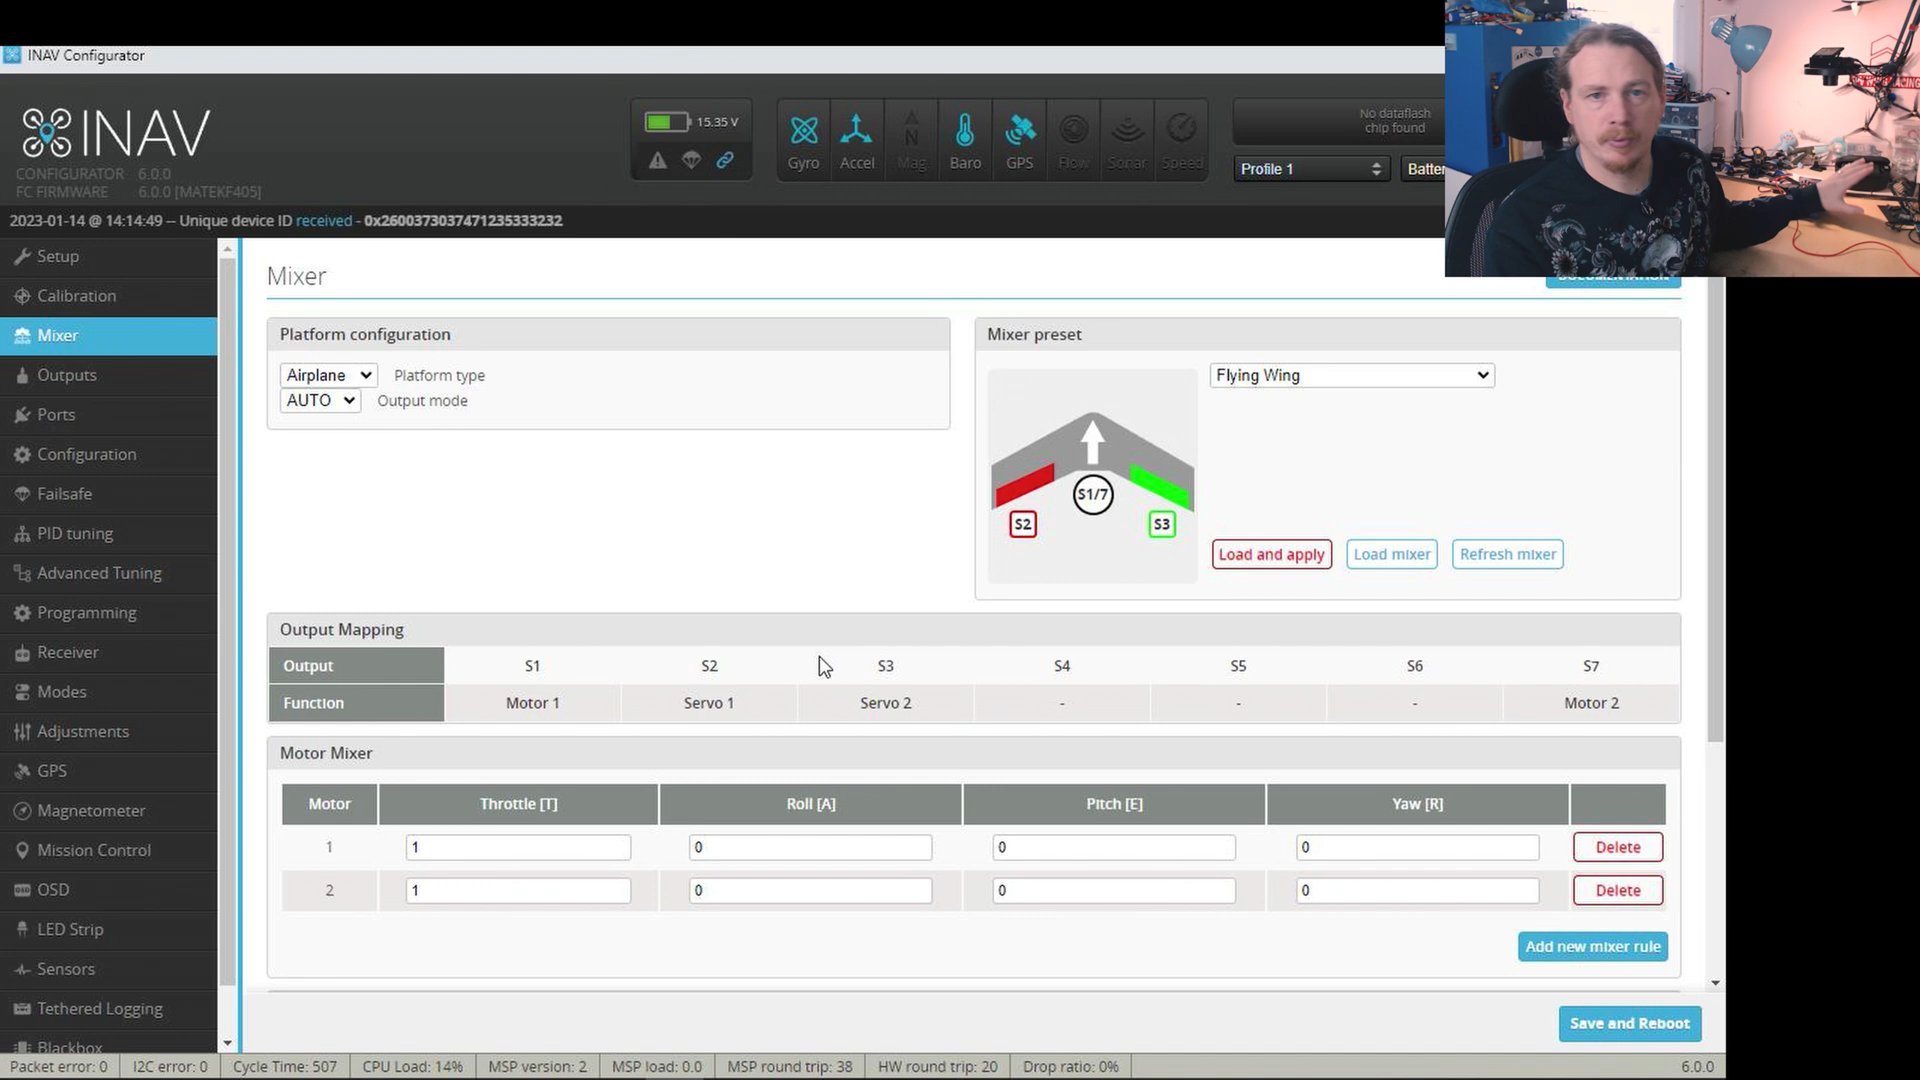 INAV Configurator
INAV
CONFIGURATOR 6.0.0
FC FIRMWARE 6.0.0 [MATEKF405]
15.35 V
Gyro
Accel
Mag
Baro
GPS
Flow
Sonar
Speed
No dataflash
chip found
Profile 1
Batter
2023-01-14 @ 14:14:49 -- Unique device ID received - 0x2600373037471235333232
Setup
Calibration
Mixer
Outputs
Ports
Configuration
Failsafe
PID tuning
Advanced Tuning
Programming
Receiver
Modes
Adjustments
GPS
Magnetometer
Mission Control
OSD
LED Strip
Sensors
Tethered Logging
Blackbox
Mixer
DOCUMENTATION
Platform configuration
Airplane Platform type
AUTO Output mode
Mixer preset
Flying Wing
S1/7
S2
S3
Load and apply
Load mixer
Refresh mixer
Output Mapping
Output S1 S2 S3 S4 S5 S6 S7
Function Motor 1 Servo 1 Servo 2 - - - Motor 2
Motor Mixer
Motor Throttle [T] Roll [A] Pitch [E] Yaw [R]
1 1 0 0 0 Delete
2 1 0 0 0 Delete
Add new mixer rule
Save and Reboot
Packet error: 0 I2C error: 0 Cycle Time: 507 CPU Load: 14% MSP version: 2 MSP load: 0.0 MSP round trip: 38 HW round trip: 20 Drop ratio: 0% 6.0.0